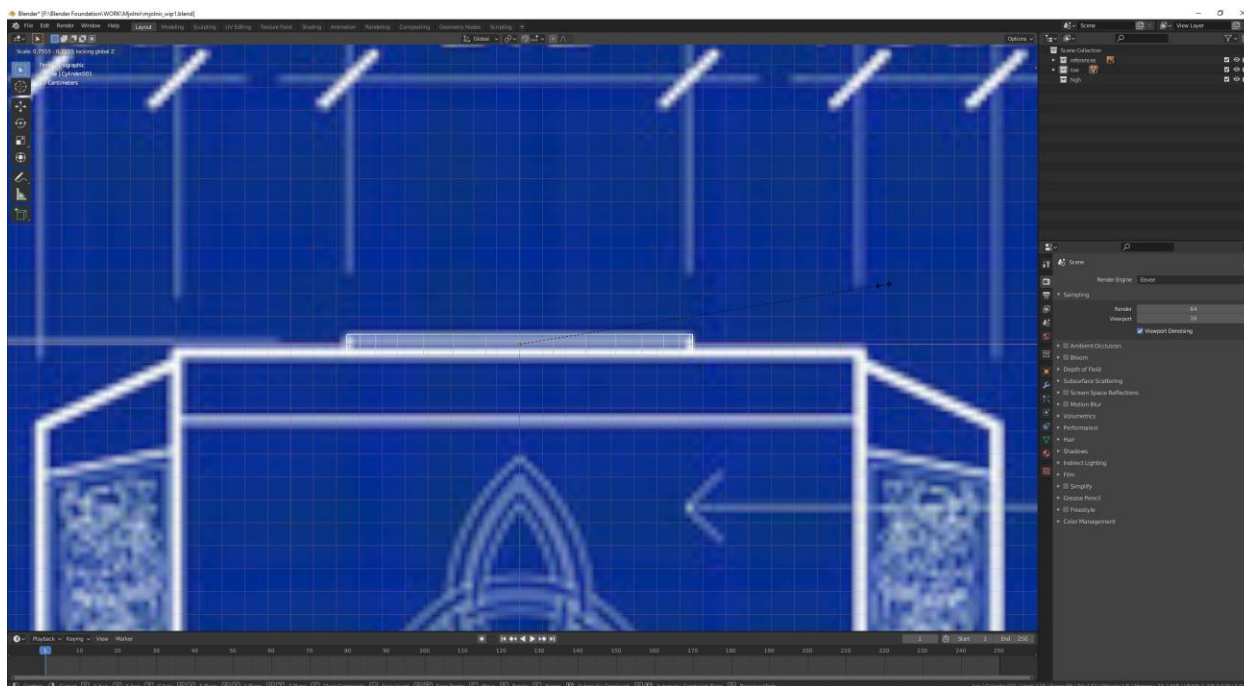 Blender* [F:\Blender Foundation\WORK\Mjolnir\mjolnir_wip1.blend]
File Edit Render Window Help Layout Modeling Sculpting UV Editing Texture Paint Shading Animation Rendering Compositing Geometry Nodes Scripting +
Scene View Layer
Global Options
Scale: 0.7555 : 0.7555 locking global Z
Scene Collection
references
low
high
Scene
Render Engine Eevee
Sampling
Render 64
Viewport 16
Viewport Denoising
Ambient Occlusion
Bloom
Depth of Field
Subsurface Scattering
Screen Space Reflections
Motion Blur
Volumetrics
Performance
Hair
Shadows
Indirect Lighting
Film
Simplify
Grease Pencil
Freestyle
Color Management
Playback Keying View Marker 1 Start 1 End 250
1 10 20 30 40 50 60 70 80 90 100 110 120 130 140 150 160 170 180 190 200 210 220 230 240 250